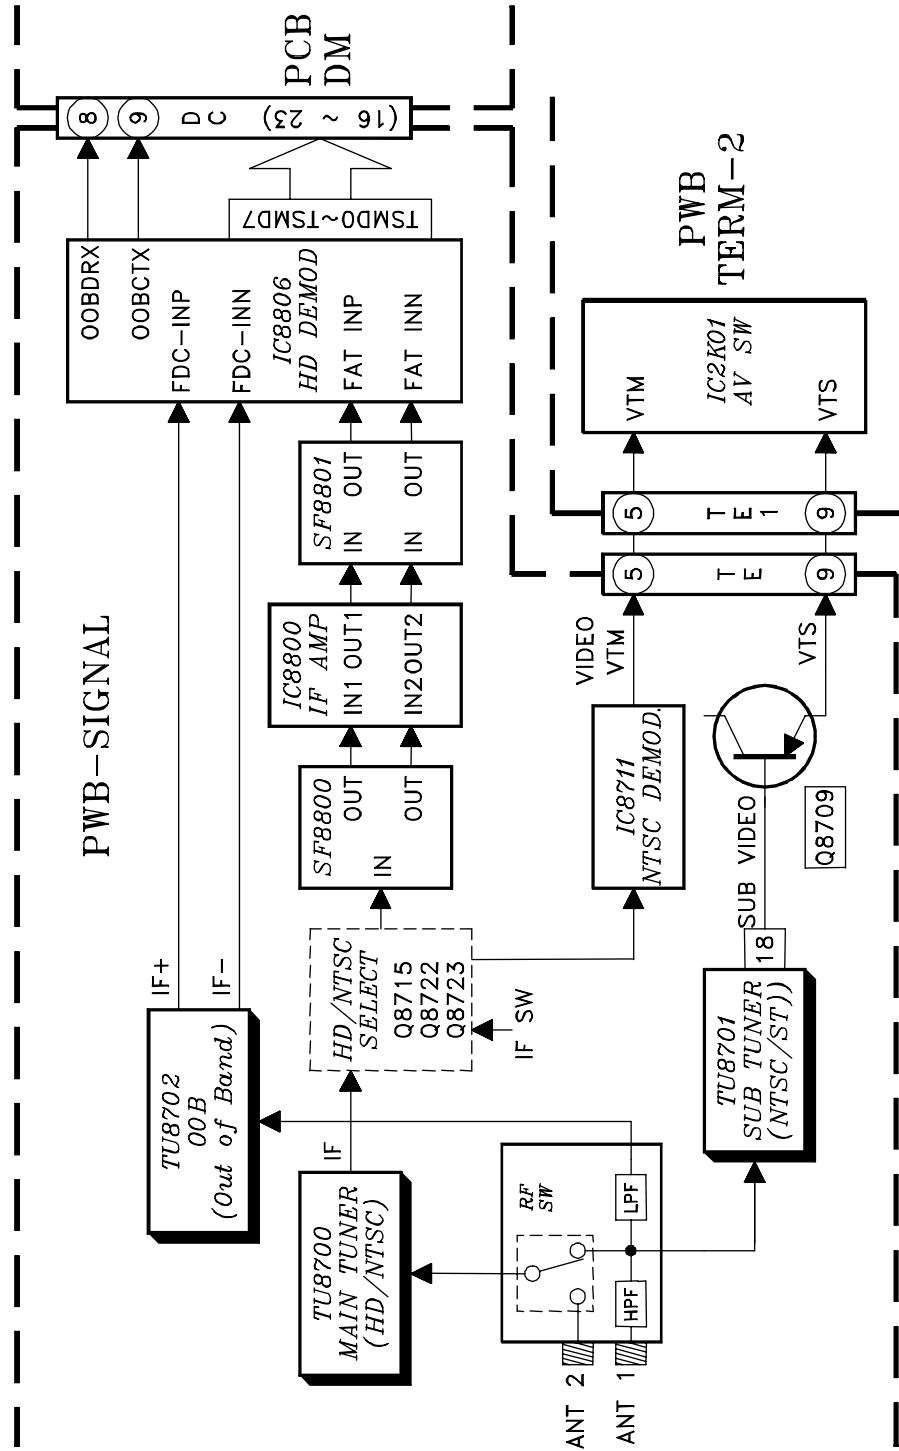 PWB-SIGNAL
PCB
DM
8
9
D
C
(16 ~ 23)
TSMD0~TSMD7
OOBDRX
OOBCTX
FDC-INP
FDC-INN
IC8806
HD DEMOD
FAT INP
FAT INN
SF8801
IN OUT
IN OUT
IC8800
IF AMP
IN1 OUT1
IN2OUT2
SF8800
OUT
IN
OUT
HD/NTSC
SELECT
Q8715
Q8722
Q8723
IF SW
IF+
IF-
TU8702
OOB
(Out of Band)
IF
TU8700
MAIN TUNER
(HD/NTSC)
RF
SW
LPF
HPF
ANT 2
ANT 1
TU8701
SUB TUNER
(NTSC/ST))
18
SUB VIDEO
Q8709
IC8711
NTSC DEMOD.
VIDEO
VTM
VTS
5
T
E
9
5
T
E
1
9
VTM
IC2K01
AV SW
VTS
PWB
TERM-2